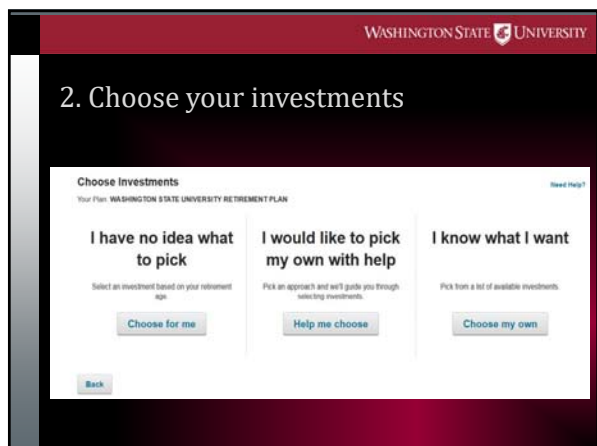 WASHINGTON STATE UNIVERSITY
2. Choose your investments
Choose Investments
Need Help?
Your Plan: WASHINGTON STATE UNIVERSITY RETIREMENT PLAN
I have no idea what
to pick
Select an investment based on your retirement
age.
Choose for me
I would like to pick
my own with help
Pick an approach and we'll guide you through
selecting investments.
Help me choose
I know what I want
Pick from a list of available investments.
Choose my own
Back